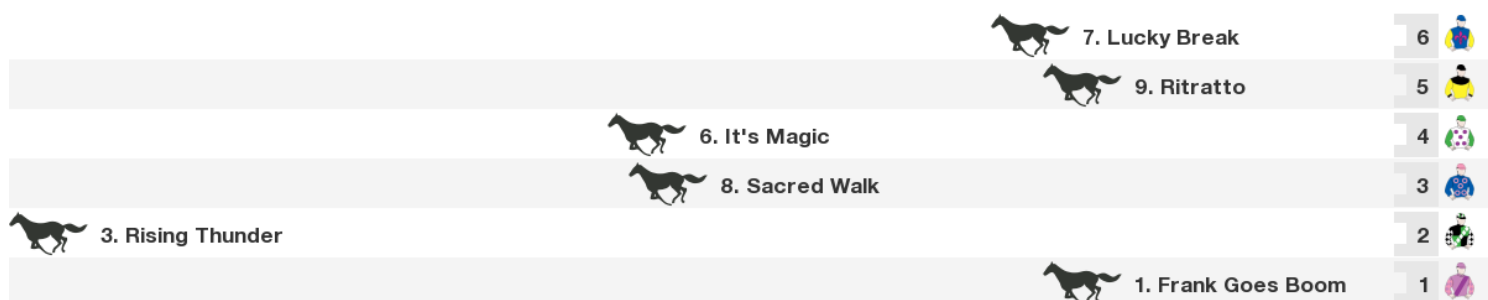 7. Lucky Break 6
9. Ritratto 5
6. It's Magic 4
8. Sacred Walk 3
3. Rising Thunder 2
1. Frank Goes Boom 1